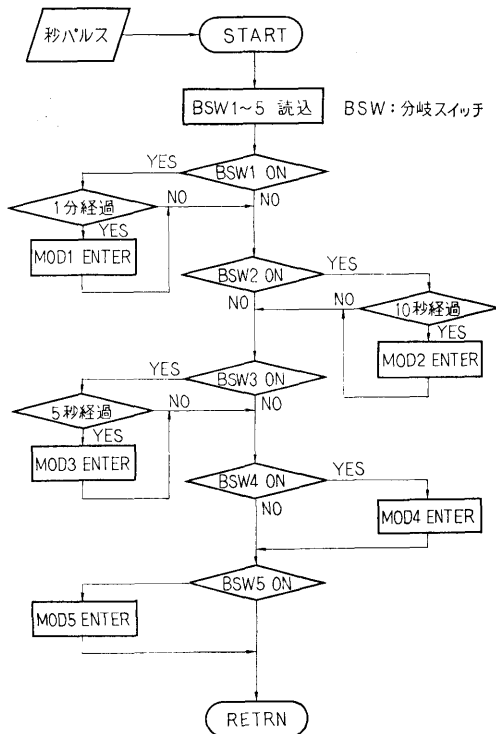 秒パルス
START
BSW1~5 読込
BSW:分岐スイッチ
YES
BSW1 ON
1分経過
NO
NO
YES
MOD1 ENTER
BSW2 ON
YES
NO
NO
10秒経過
YES
MOD2 ENTER
YES
BSW3 ON
5秒経過
NO
NO
YES
MOD3 ENTER
BSW4 ON
YES
NO
MOD4 ENTER
BSW5 ON
MOD5 ENTER
RETRN